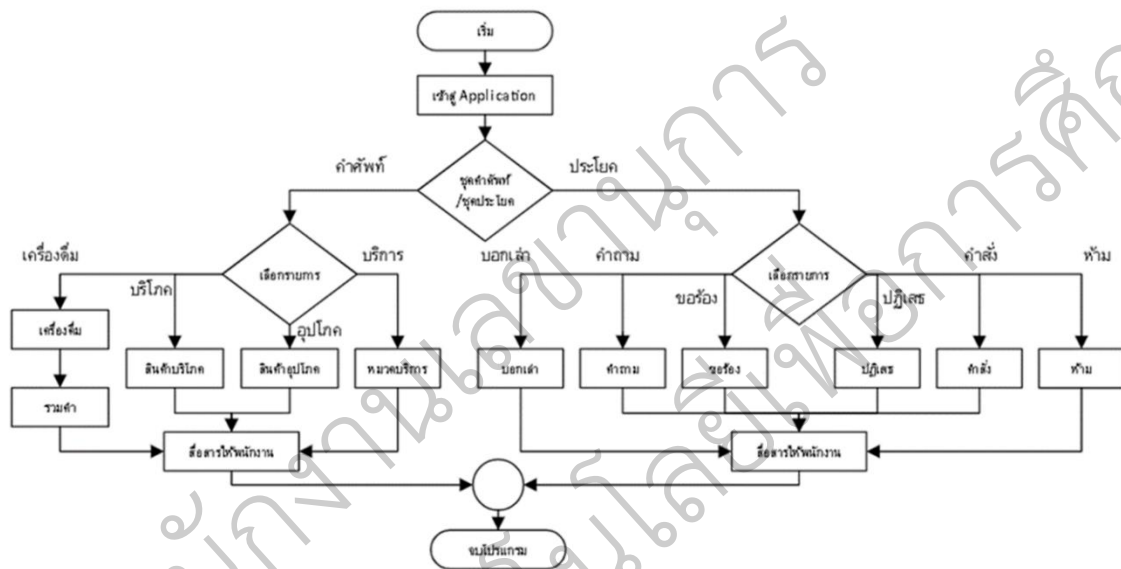 เริ่ม
เข้าสู่ Application
คำศัพท์
ประโยค
ชุดคำศัพท์
/ชุดประโยค
เครื่องดื่ม
บริโภค
เลือกรายการ
บริการ
อุปโภค
บอกเล่า
คำถาม
ขอร้อง
เลือกรายการ
ปฏิเสธ
คำสั่ง
ห้าม
เครื่องดื่ม
สินค้าบริโภค
สินค้าอุปโภค
หมวดบริการ
บอกเล่า
คำถาม
ขอร้อง
ปฏิเสธ
คำสั่ง
ห้าม
รวมคำ
สื่อสารให้พนักงาน
สื่อสารให้พนักงาน
จบโปรแกรม